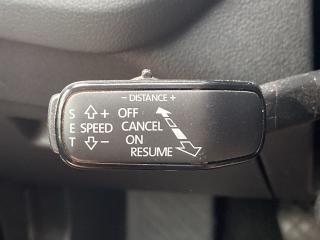 - DISTANCE +
S + OFF
E SPEED CANCEL
T - ON
RESUME